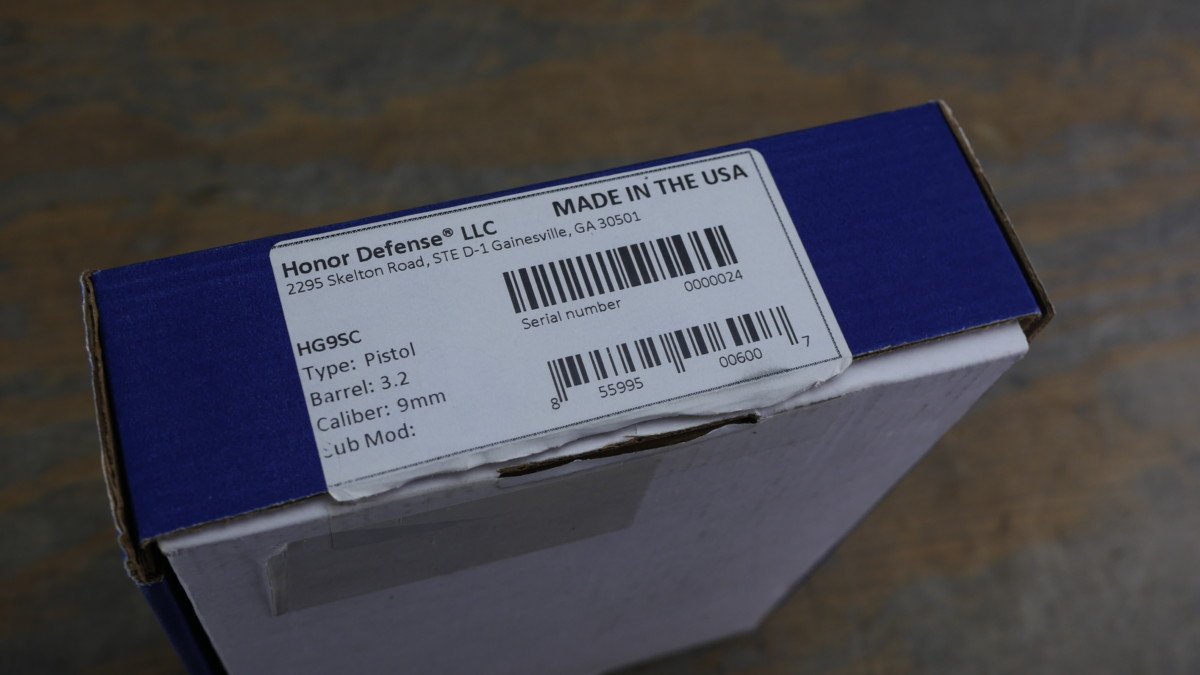 Honor Defense® LLC
MADE IN THE USA
2295 Skelton Road, STE D-1 Gainesville, GA 30501
Serial number
0000024
HG9SC
Type: Pistol
Barrel: 3.2
Caliber: 9mm
Sub Mod:
8 55995 00600 7